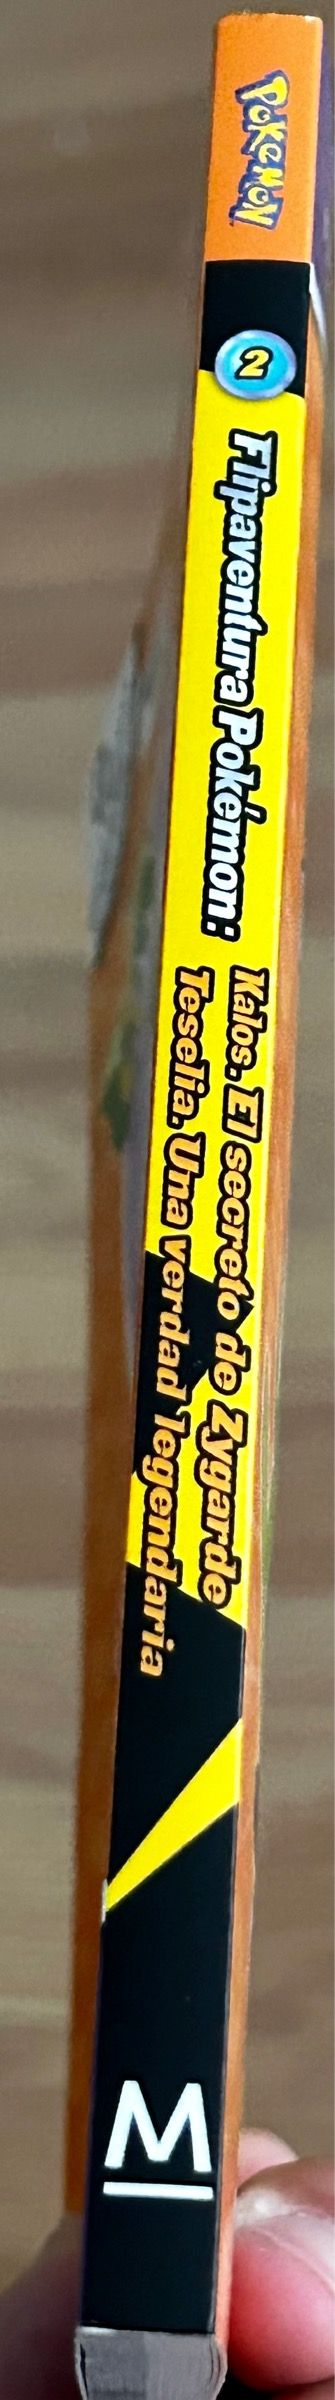 POKéMON
2
Flipaventura Pokémon:
Kalos. El secreto de Zygarde
Teselia. Una verdad legendaria
M